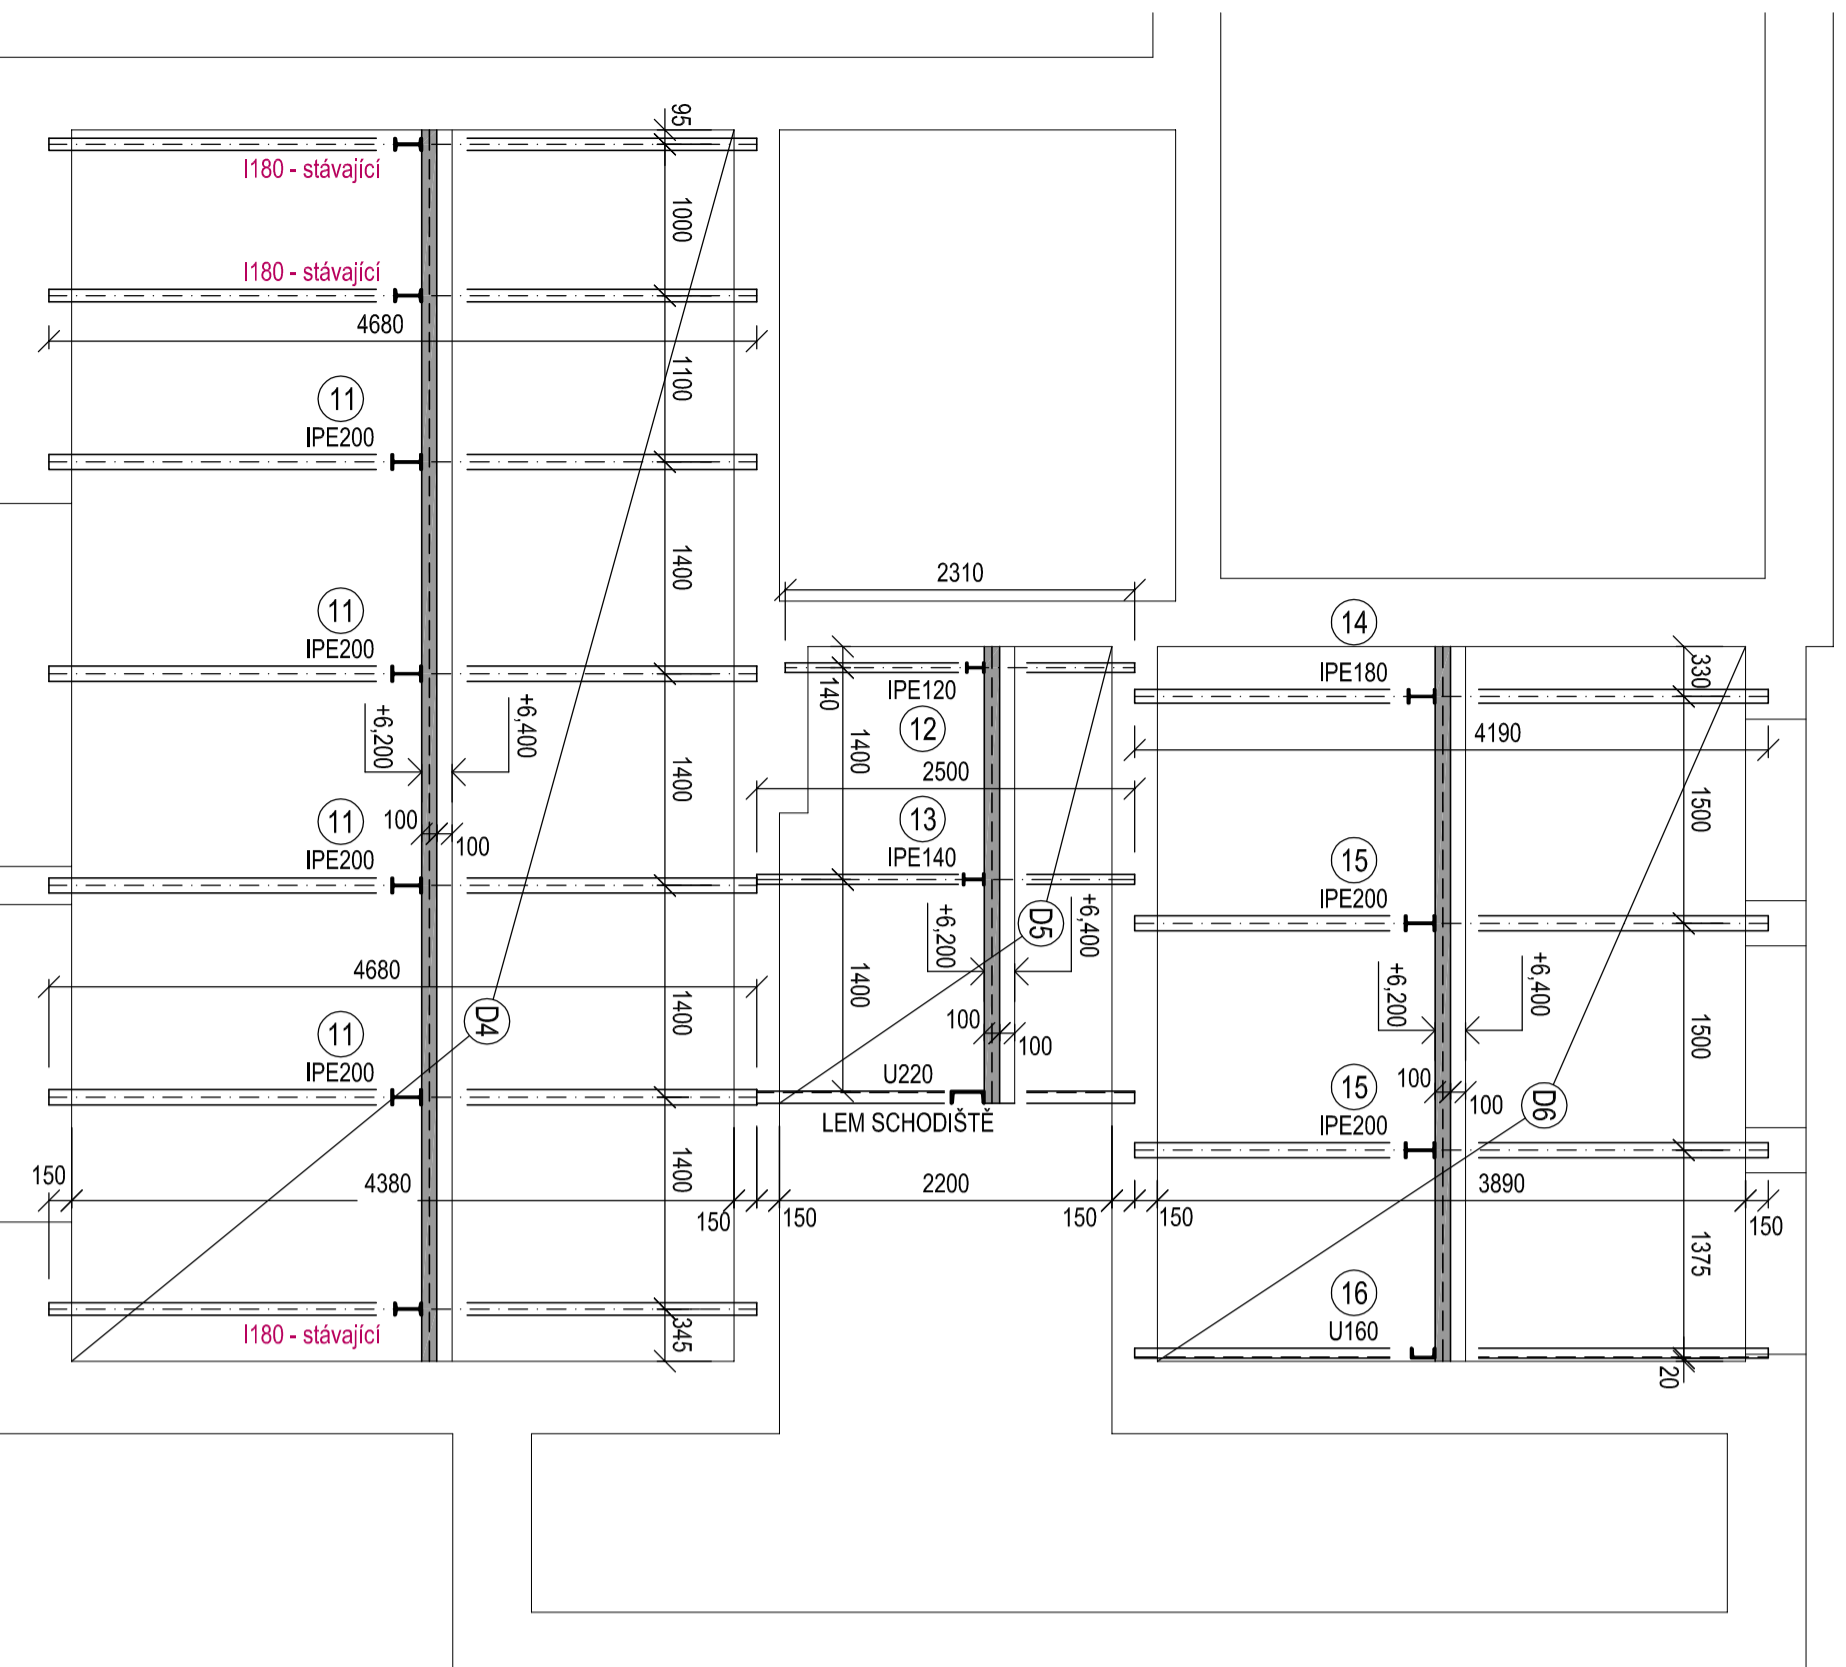 95
I180 - stávající
1000
I180 - stávající
4680
1100
11
IPE200
1400
11
IPE200
+6,200
+6,400
1400
11
IPE200
100
100
4680
D4
1400
11
IPE200
150
4380
150
1400
I180 - stávající
345
2310
140
IPE120
12
1400
2500
13
IPE140
D5
+6,200
+6,400
1400
100
100
U220
LEM SCHODIŠTĚ
150
2200
150
14
IPE180
330
4190
1500
15
IPE200
+6,200
+6,400
1500
100
100
15
IPE200
D6
150
3890
150
1375
16
U160
20